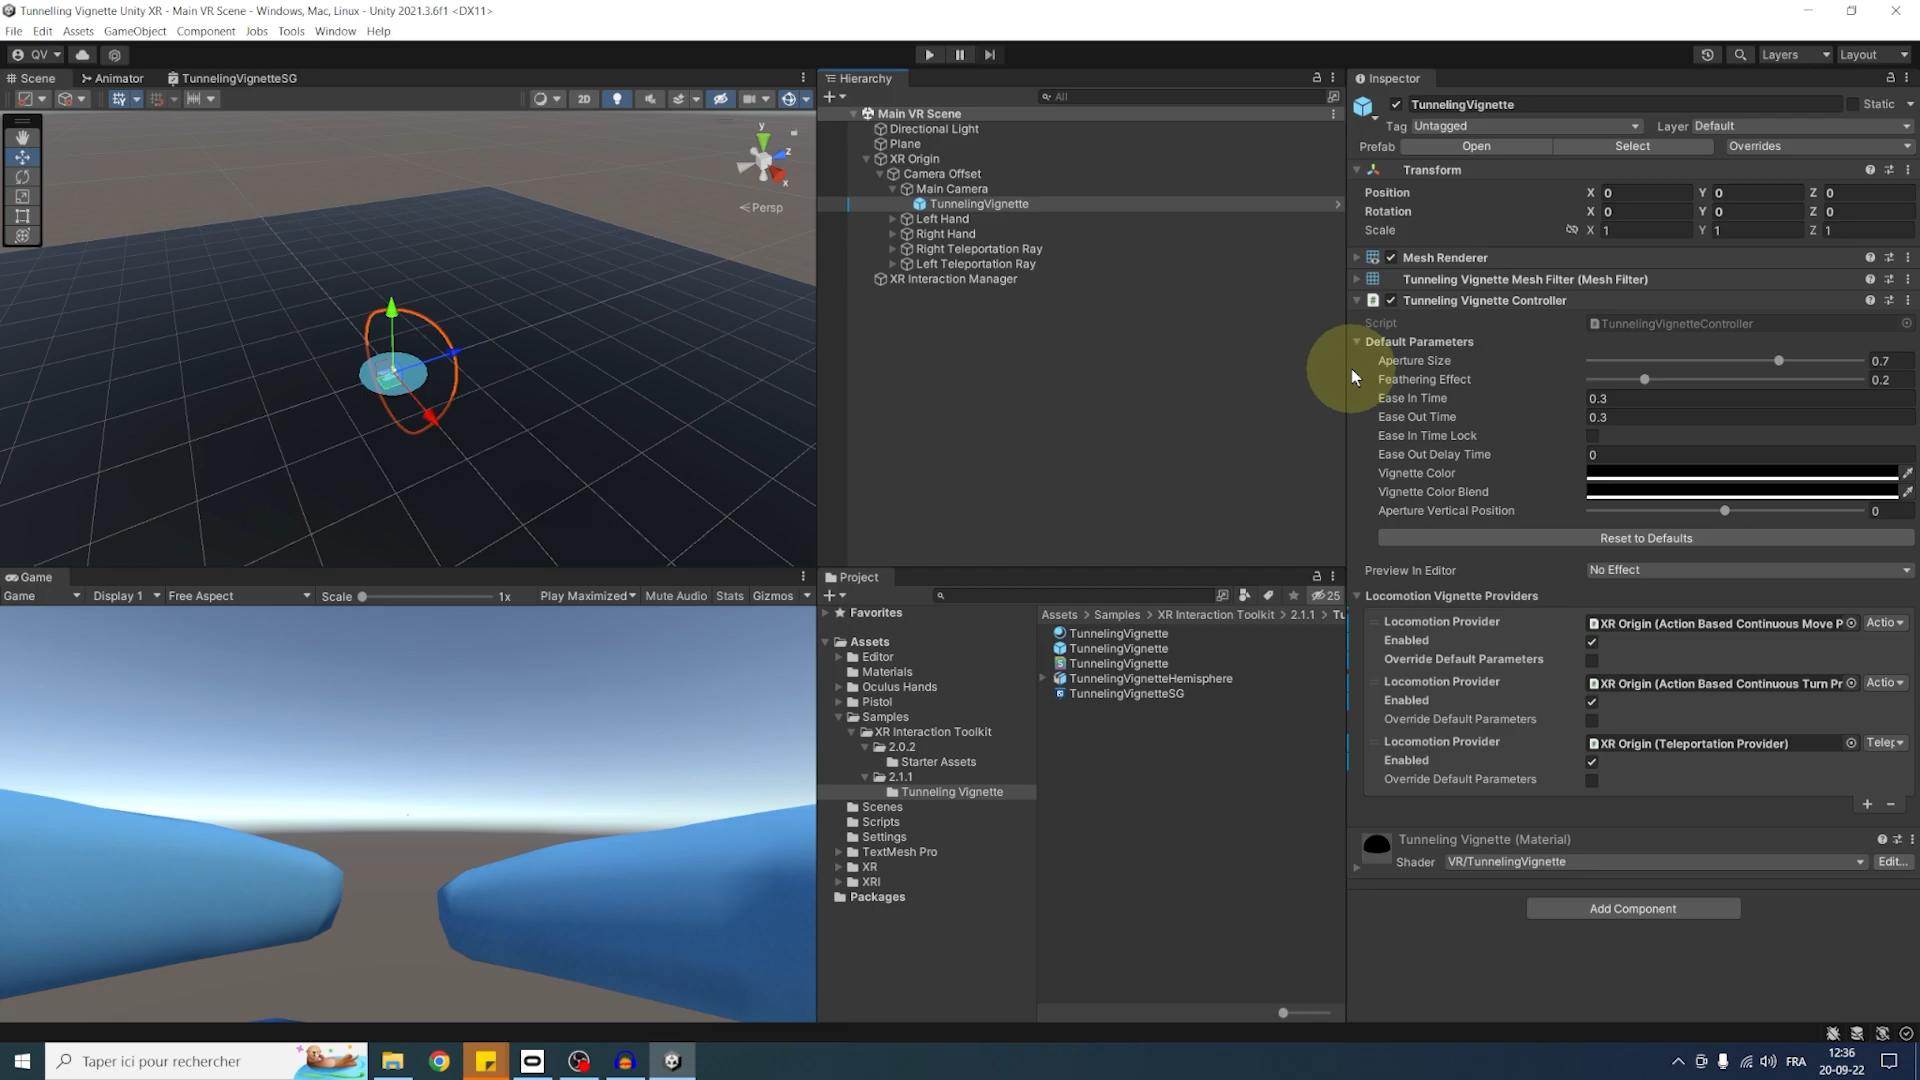 Tunnelling Vignette Unity XR - Main VR Scene - Windows, Mac, Linux - Unity 2021.3.6f1 <DX11>
File Edit Assets GameObject Component Jobs Tools Window Help
QV Layers Layout
Scene Animator TunnelingVignetteSG
2D
y z x
Persp
Hierarchy
All
Main VR Scene
Directional Light
Plane
XR Origin
Camera Offset
Main Camera
TunnelingVignette
Left Hand
Right Hand
Right Teleportation Ray
Left Teleportation Ray
XR Interaction Manager
Inspector
TunnelingVignette Static
Tag Untagged Layer Default
Prefab Open Select Overrides
Transform
Position X 0 Y 0 Z 0
Rotation X 0 Y 0 Z 0
Scale X 1 Y 1 Z 1
Mesh Renderer
Tunneling Vignette Mesh Filter (Mesh Filter)
Tunneling Vignette Controller
Script TunnelingVignetteController
Default Parameters
Aperture Size 0.7
Feathering Effect 0.2
Ease In Time 0.3
Ease Out Time 0.3
Ease In Time Lock
Ease Out Delay Time 0
Vignette Color
Vignette Color Blend
Aperture Vertical Position 0
Reset to Defaults
Preview In Editor No Effect
Locomotion Vignette Providers
Locomotion Provider XR Origin (Action Based Continuous Move P Actio
Enabled
Override Default Parameters
Locomotion Provider XR Origin (Action Based Continuous Turn Pr Actio
Enabled
Override Default Parameters
Locomotion Provider XR Origin (Teleportation Provider) Telep
Enabled
Override Default Parameters
+ -
Tunneling Vignette (Material)
Shader VR/TunnelingVignette Edit...
Add Component
Game
Game Display 1 Free Aspect Scale 1x Play Maximized Mute Audio Stats Gizmos
Project
25
Favorites
Assets
Editor
Materials
Oculus Hands
Pistol
Samples
XR Interaction Toolkit
2.0.2
Starter Assets
2.1.1
Tunneling Vignette
Scenes
Scripts
Settings
TextMesh Pro
XR
XRI
Packages
Assets > Samples > XR Interaction Toolkit > 2.1.1 > Tu
TunnelingVignette
TunnelingVignette
TunnelingVignette
TunnelingVignetteHemisphere
TunnelingVignetteSG
Taper ici pour rechercher
FRA
12:36
20-09-22